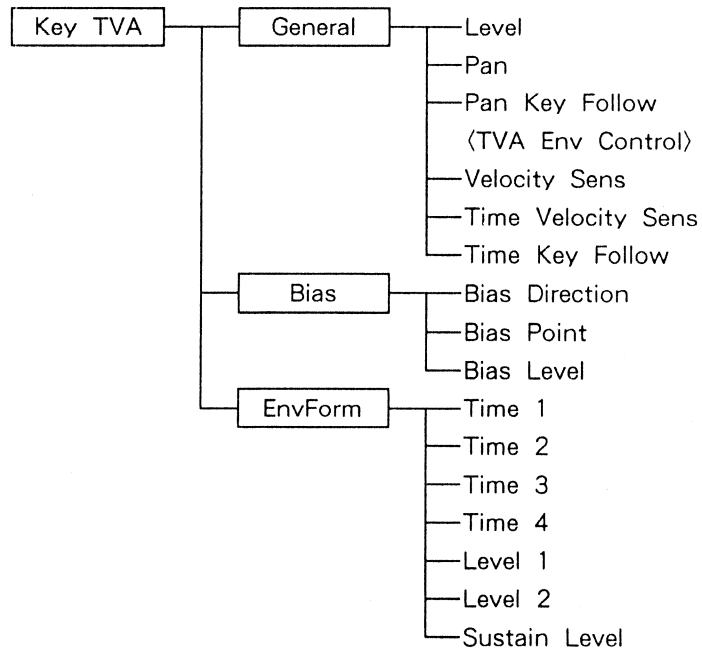 Key TVA
General
Level
Pan
Pan Key Follow
⟨TVA Env Control⟩
Velocity Sens
Time Velocity Sens
Time Key Follow
Bias
Bias Direction
Bias Point
Bias Level
EnvForm
Time 1
Time 2
Time 3
Time 4
Level 1
Level 2
Sustain Level